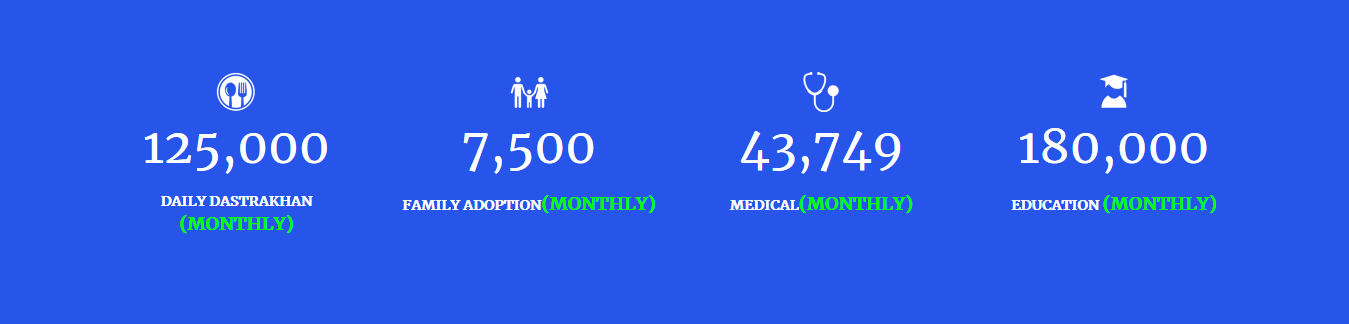 125,000
DAILY DASTRAKHAN
(MONTHLY)
7,500
FAMILY ADOPTION(MONTHLY)
43,749
MEDICAL(MONTHLY)
180,000
EDUCATION (MONTHLY)